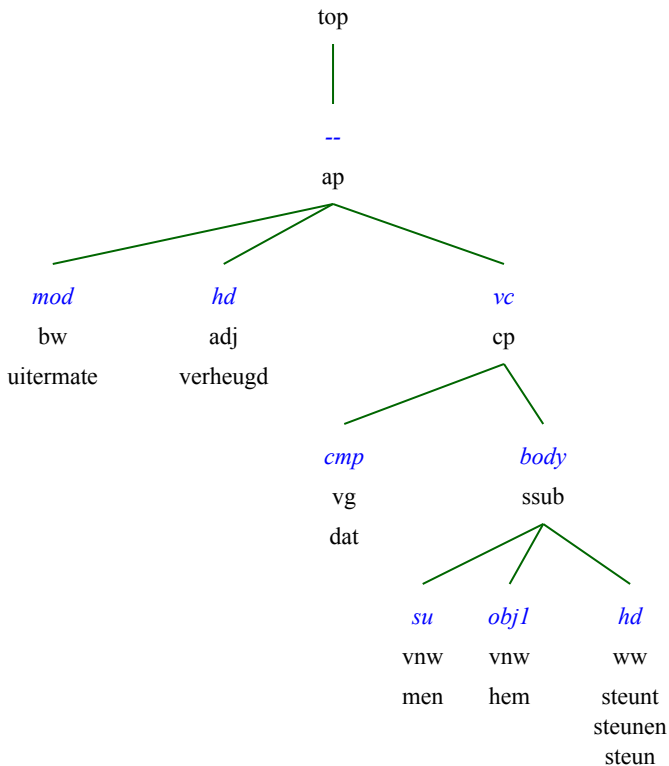 top
--
ap
mod hd vc
bw adj cp
uitermate verheugd
cmp body
vg ssub
dat
su obj1 hd
vnw vnw ww
men hem steunt
steunen
steun